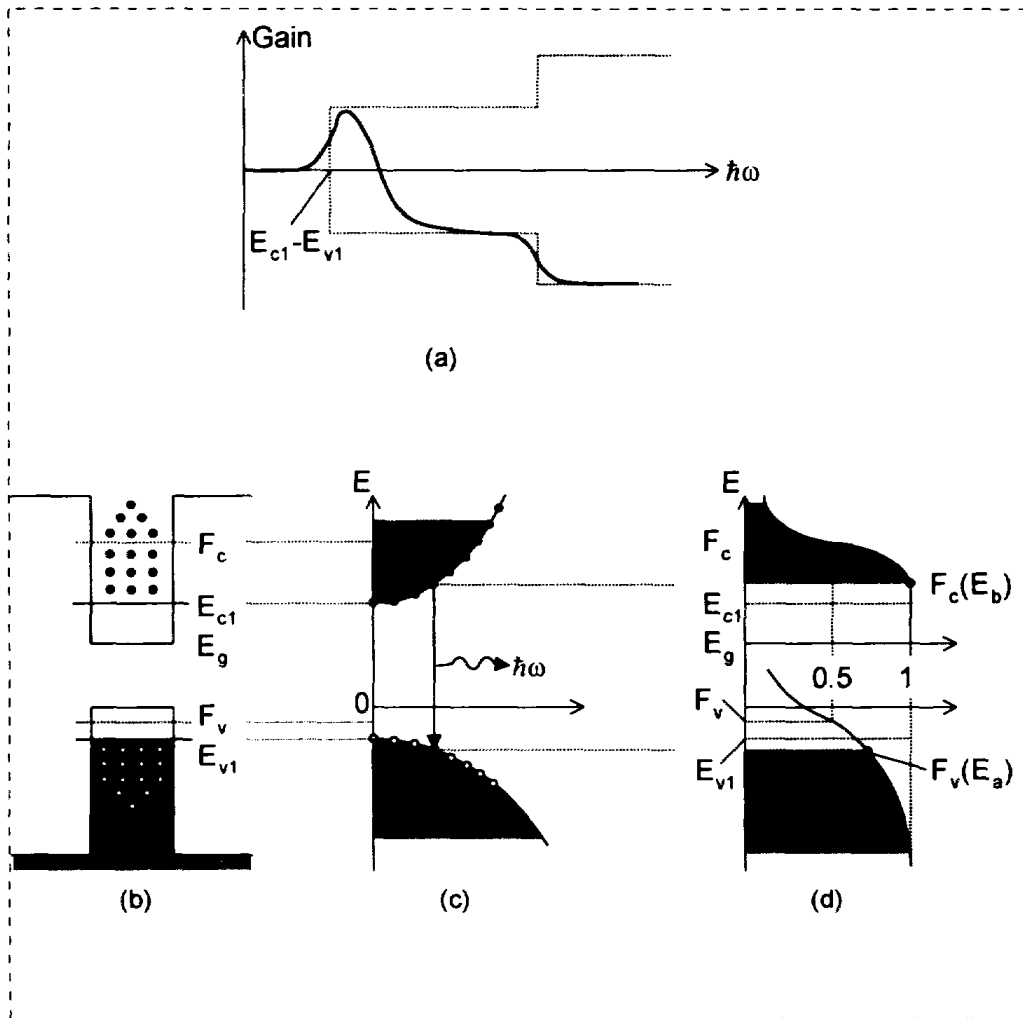 Gain
ħω
E_c1-E_v1
(a)
F_c
E_c1
E_g
F_v
E_v1
(b)
E
0
ħω
(c)
E
F_c
F_c(E_b)
E_c1
E_g
0.5 1
F_v
E_v1
F_v(E_a)
(d)